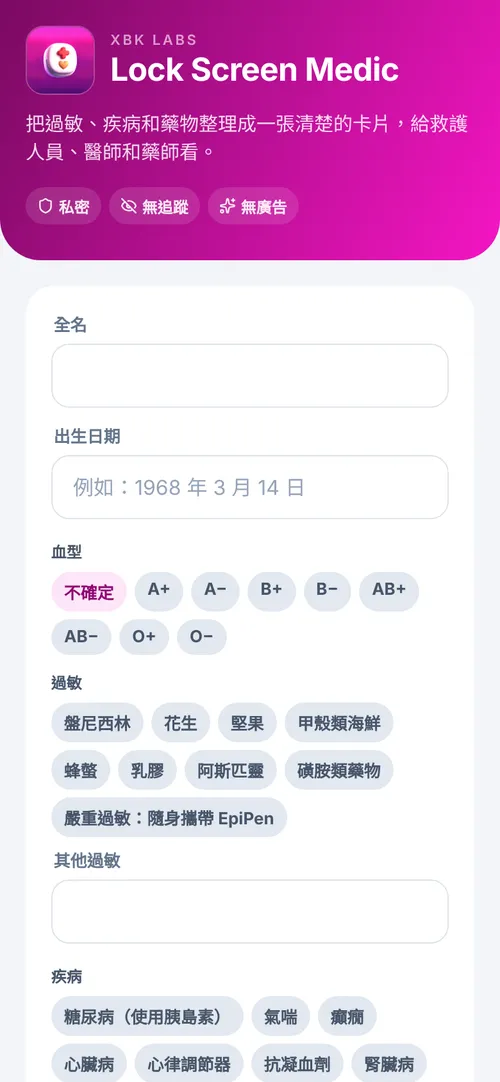 XBK LABS
Lock Screen Medic
把過敏、疾病和藥物整理成一張清楚的卡片，給救護
人員、醫師和藥師看。
私密 無追蹤 無廣告
全名
出生日期
例如：1968 年 3 月 14 日
血型
不確定 A+ A− B+ B− AB+
AB− O+ O−
過敏
盤尼西林 花生 堅果 甲殼類海鮮
蜂螫 乳膠 阿斯匹靈 磺胺類藥物
嚴重過敏：隨身攜帶 EpiPen
其他過敏
疾病
糖尿病（使用胰島素） 氣喘 癲癇
心臟病 心律調節器 抗凝血劑 腎臟病